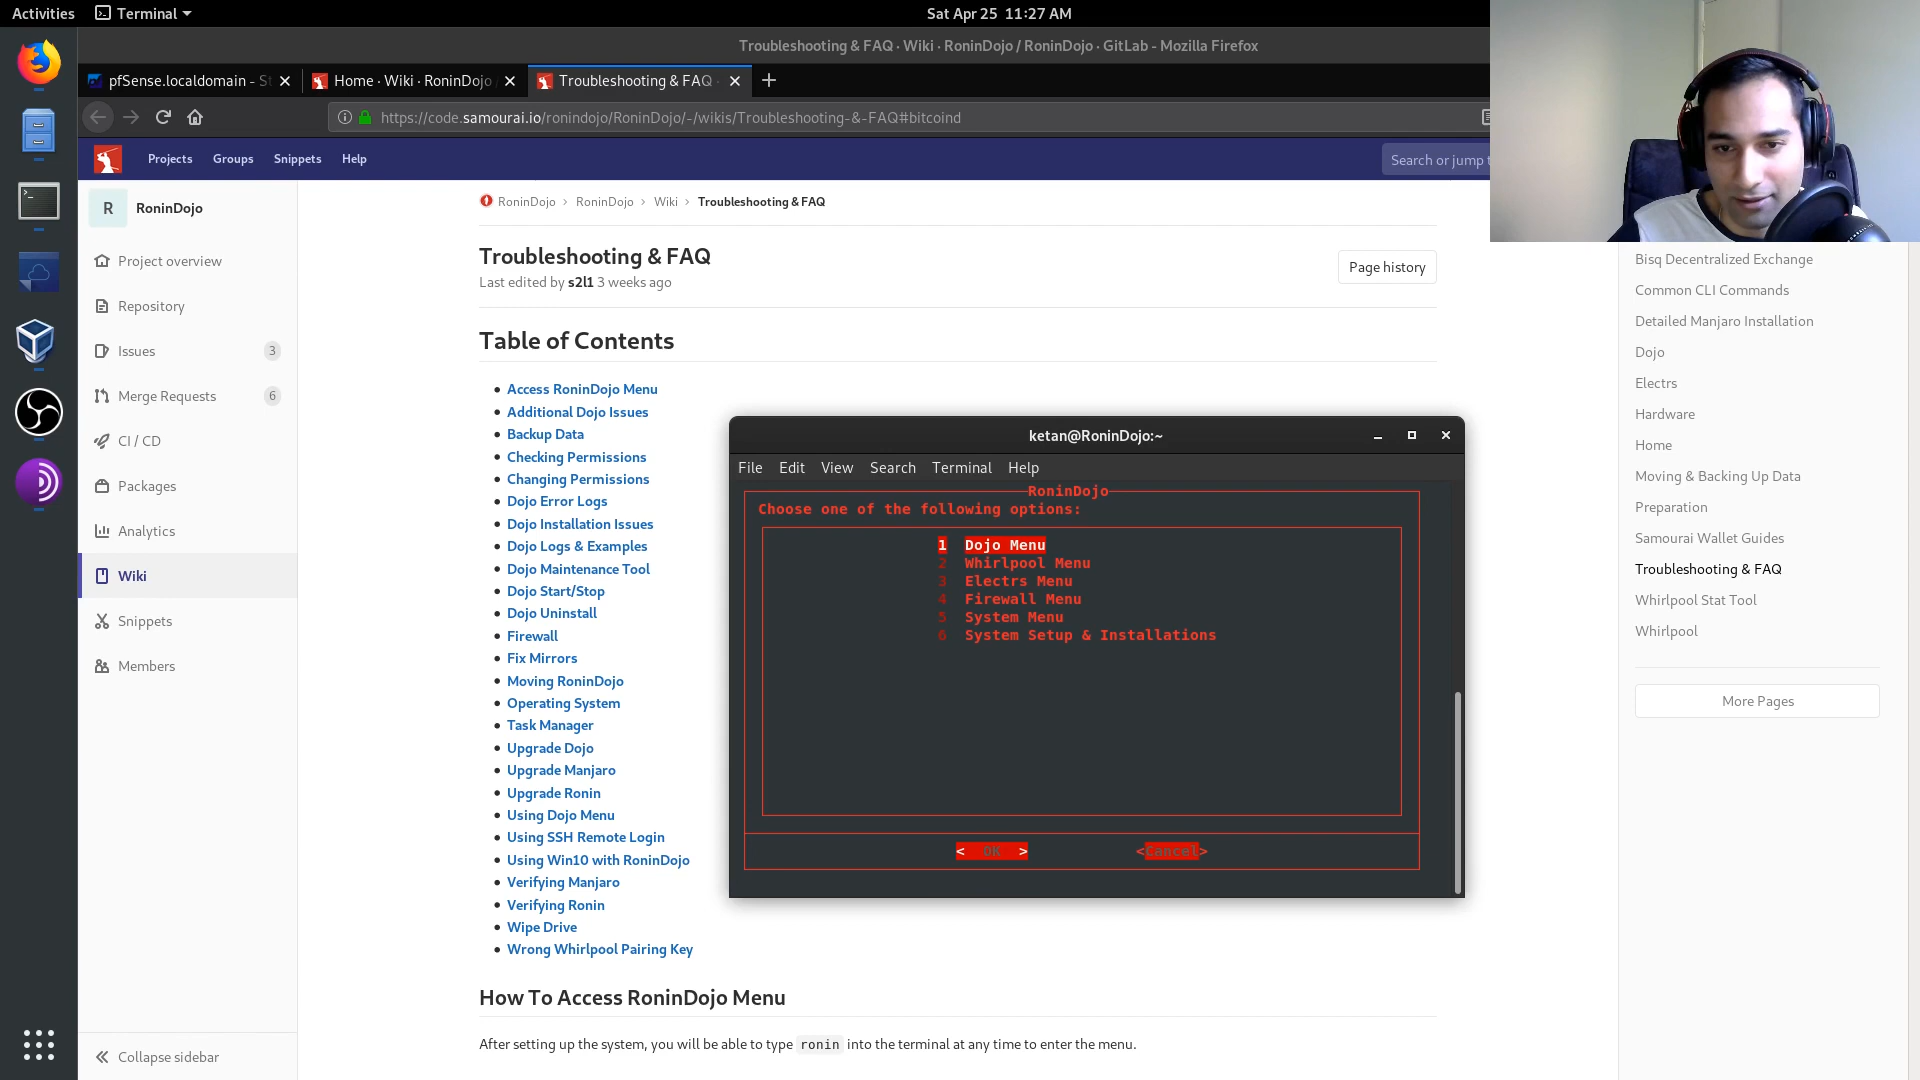 Activities
Terminal
Sat Apr 25 11:27 AM
Troubleshooting & FAQ · Wiki · RoninDojo / RoninDojo · GitLab - Mozilla Firefox
pfSense.localdomain - St
Home · Wiki · RoninDojo
Troubleshooting & FAQ
https://code.samourai.io/ronindojo/RoninDojo/-/wikis/Troubleshooting-&-FAQ#bitcoind
Projects
Groups
Snippets
Help
Search or jump t
R
RoninDojo
Project overview
Repository
Issues
3
Merge Requests
6
CI / CD
Packages
Analytics
Wiki
Snippets
Members
Collapse sidebar
RoninDojo › RoninDojo › Wiki › Troubleshooting & FAQ
Troubleshooting & FAQ
Last edited by s2l1 3 weeks ago
Page history
Table of Contents
Access RoninDojo Menu
Additional Dojo Issues
Backup Data
Checking Permissions
Changing Permissions
Dojo Error Logs
Dojo Installation Issues
Dojo Logs & Examples
Dojo Maintenance Tool
Dojo Start/Stop
Dojo Uninstall
Firewall
Fix Mirrors
Moving RoninDojo
Operating System
Task Manager
Upgrade Dojo
Upgrade Manjaro
Upgrade Ronin
Using Dojo Menu
Using SSH Remote Login
Using Win10 with RoninDojo
Verifying Manjaro
Verifying Ronin
Wipe Drive
Wrong Whirlpool Pairing Key
How To Access RoninDojo Menu
After setting up the system, you will be able to type ronin into the terminal at any time to enter the menu.
ketan@RoninDojo:~
File Edit View Search Terminal Help
RoninDojo
Choose one of the following options:
1 Dojo Menu
2 Whirlpool Menu
3 Electrs Menu
4 Firewall Menu
5 System Menu
6 System Setup & Installations
< OK >
<Cancel>
Bisq Decentralized Exchange
Common CLI Commands
Detailed Manjaro Installation
Dojo
Electrs
Hardware
Home
Moving & Backing Up Data
Preparation
Samourai Wallet Guides
Troubleshooting & FAQ
Whirlpool Stat Tool
Whirlpool
More Pages